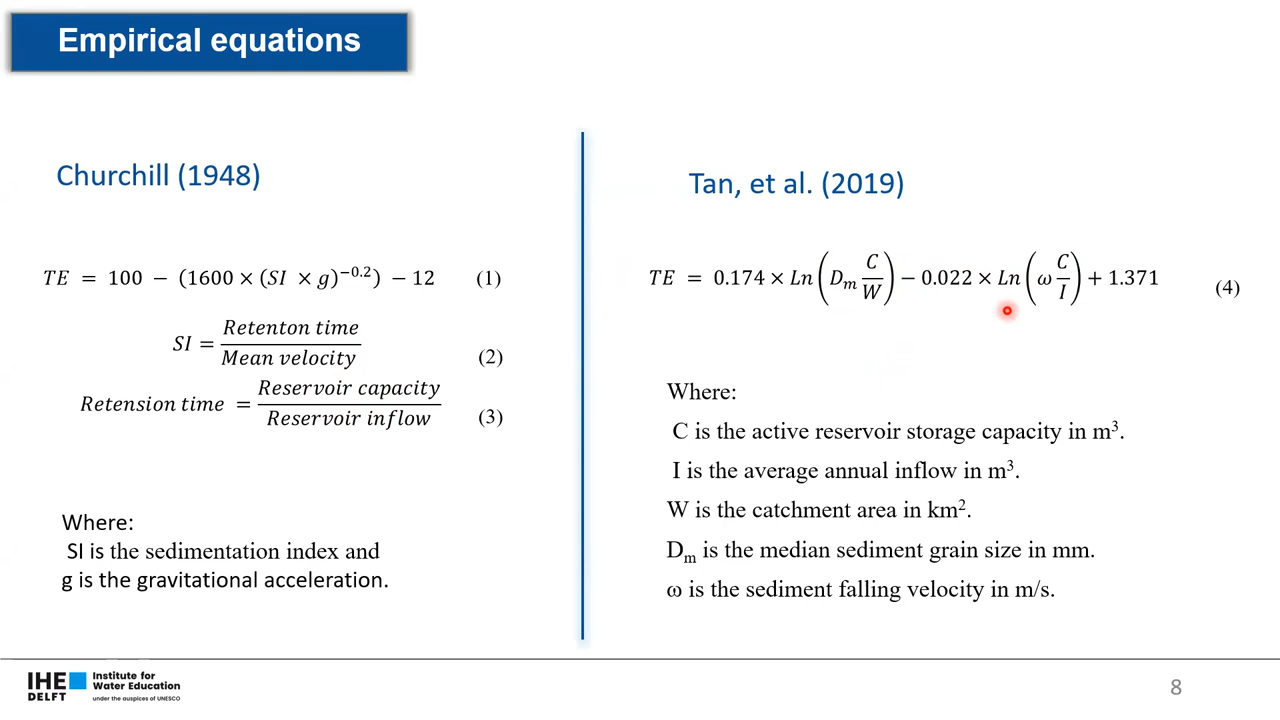 Empirical equations
Churchill (1948)
TE = 100 − (1600 × (SI × g)^−0.2) − 12 (1)
SI = Retenton time / Mean velocity (2)
Retension time = Reservoir capacity / Reservoir inflow (3)
Where:
SI is the sedimentation index and
g is the gravitational acceleration.
Tan, et al. (2019)
TE = 0.174 × Ln(D_m C/W) − 0.022 × Ln(ω C/I) + 1.371 (4)
Where:
C is the active reservoir storage capacity in m³.
I is the average annual inflow in m³.
W is the catchment area in km².
D_m is the median sediment grain size in mm.
ω is the sediment falling velocity in m/s.
IHE DELFT
Institute for
Water Education
under the auspices of UNESCO
8